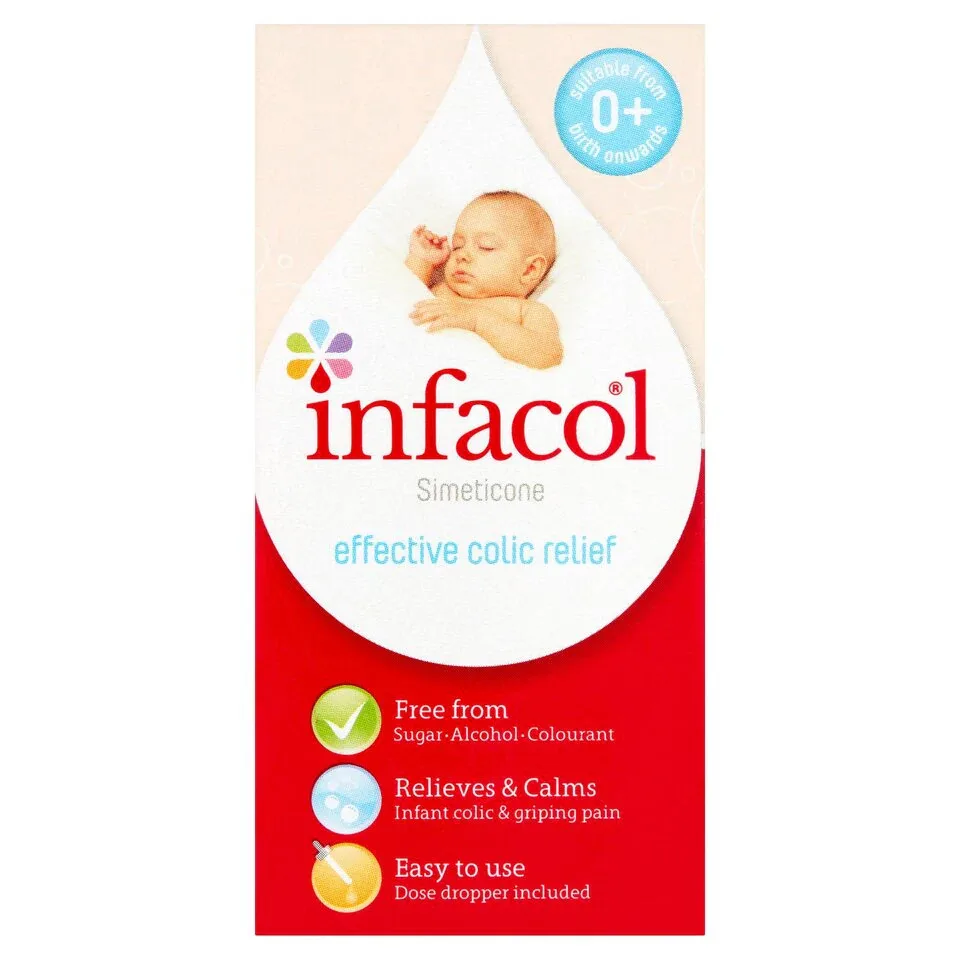 suitable from
0+
birth onwards
infacol®
Simeticone
effective colic relief
Free from
Sugar·Alcohol·Colourant
Relieves & Calms
Infant colic & griping pain
Easy to use
Dose dropper included